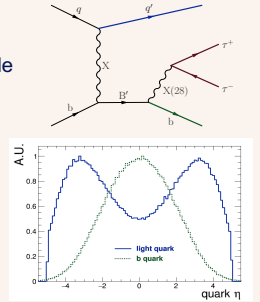 q
q′
τ⁺
le
X
X(28)
τ⁻
b
B′
b
A.U.
1
0.8
0.6
0.4
0.2
0
light quark
b quark
-4 -2 0 2 4
quark η